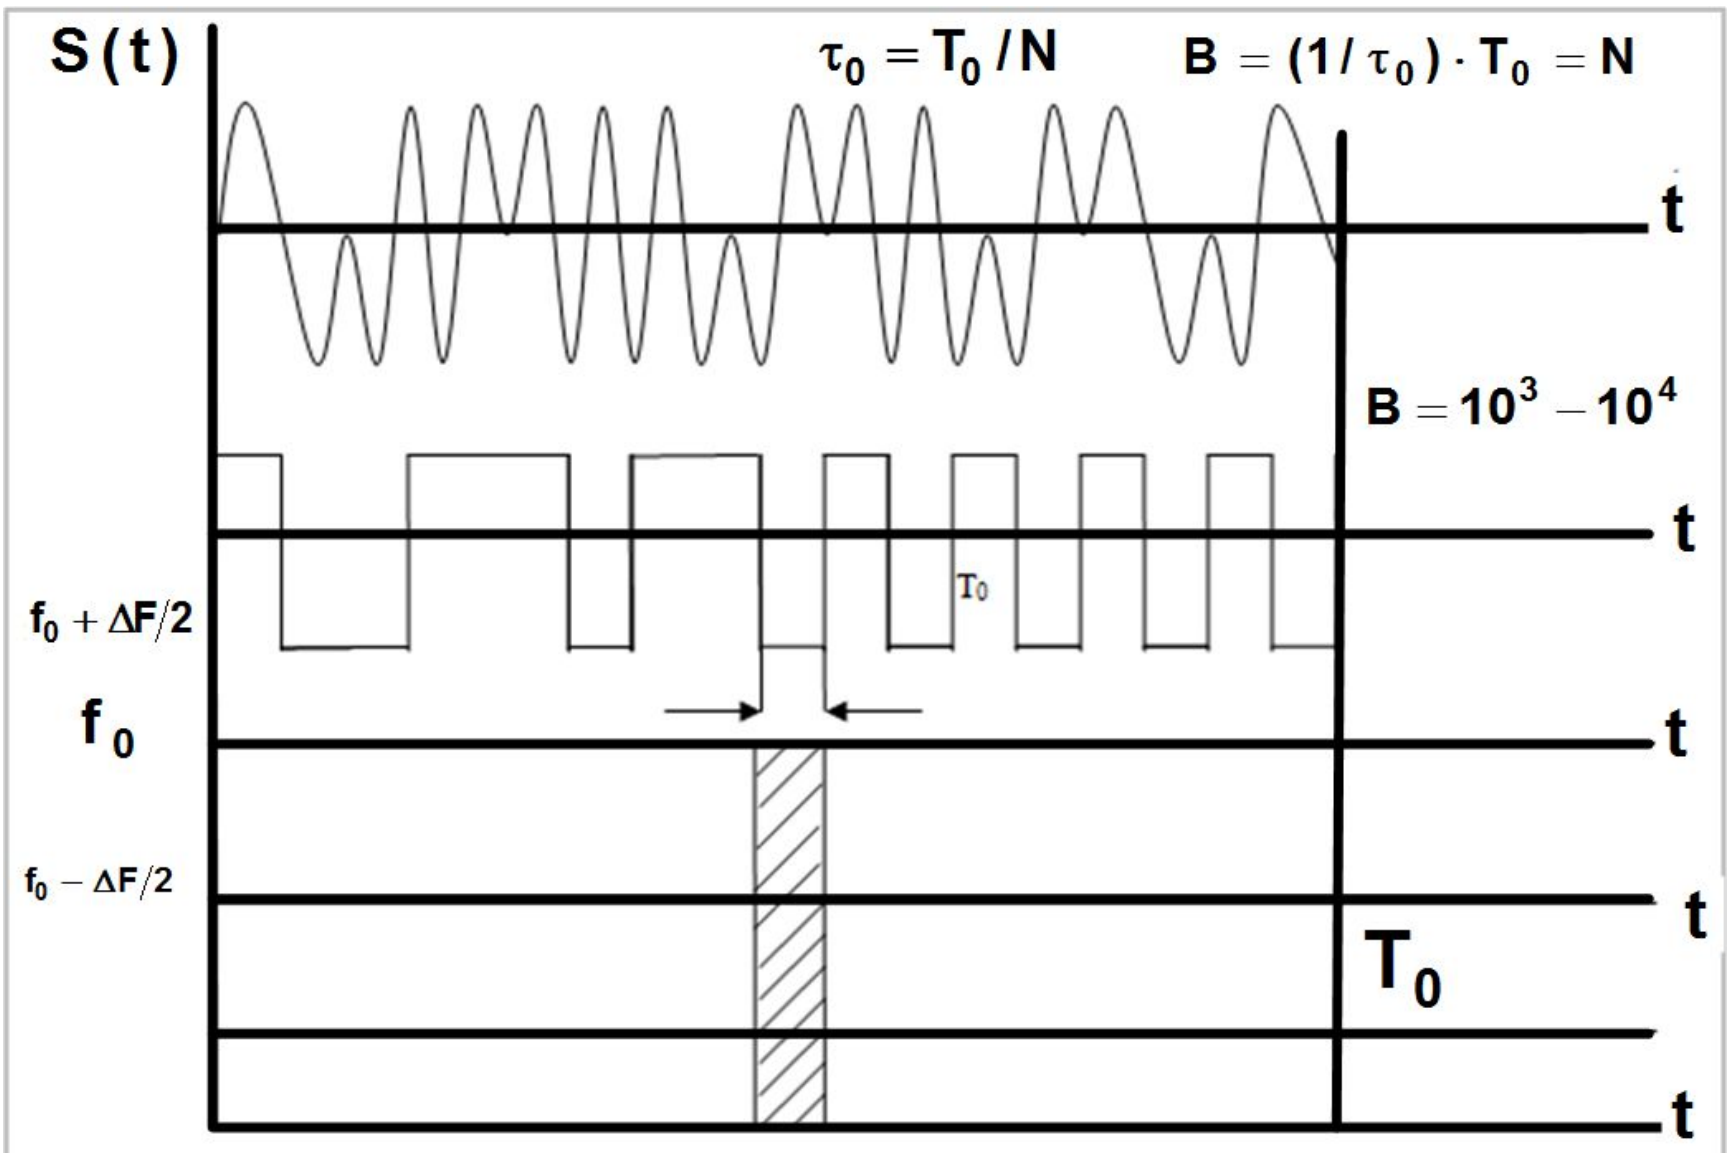 S(t)
τ₀ = T₀ / N
B = (1 / τ₀) · T₀ = N
t
B = 10³ – 10⁴
t
T₀
f₀ + ΔF/2
f₀
t
f₀ – ΔF/2
t
T₀
t